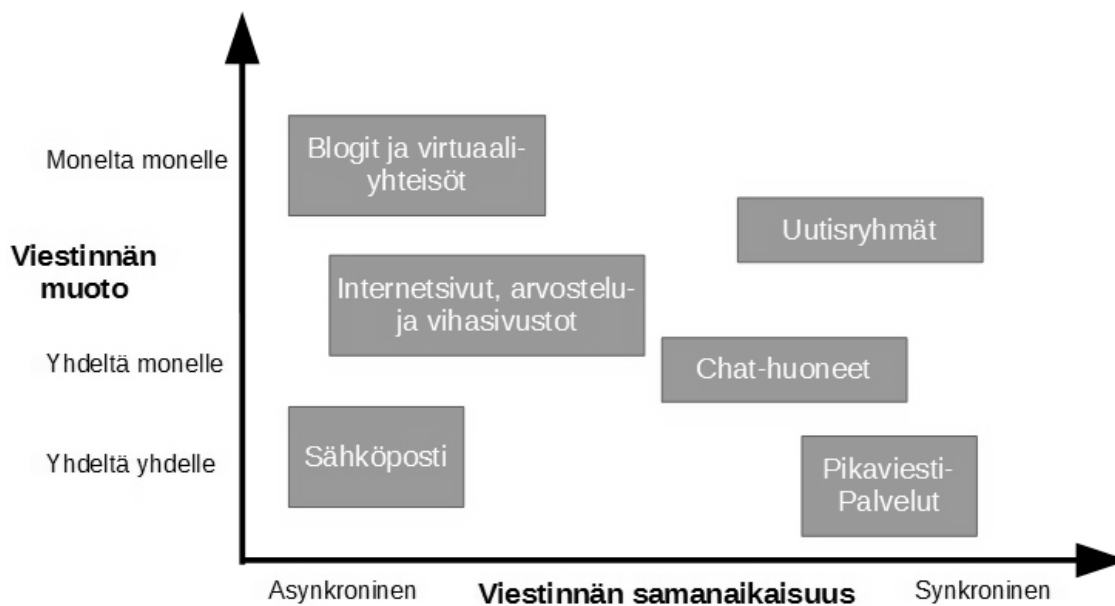 Monelta monelle
Blogit ja virtuaali-
yhteisöt
Uutisryhmät
Viestinnän
muoto
Internetsivut, arvostelu-
ja vihasivustot
Yhdeltä monelle
Chat-huoneet
Yhdeltä yhdelle
Sähköposti
Pikaviesti-
Palvelut
Asynkroninen
Viestinnän samanaikaisuus
Synkroninen